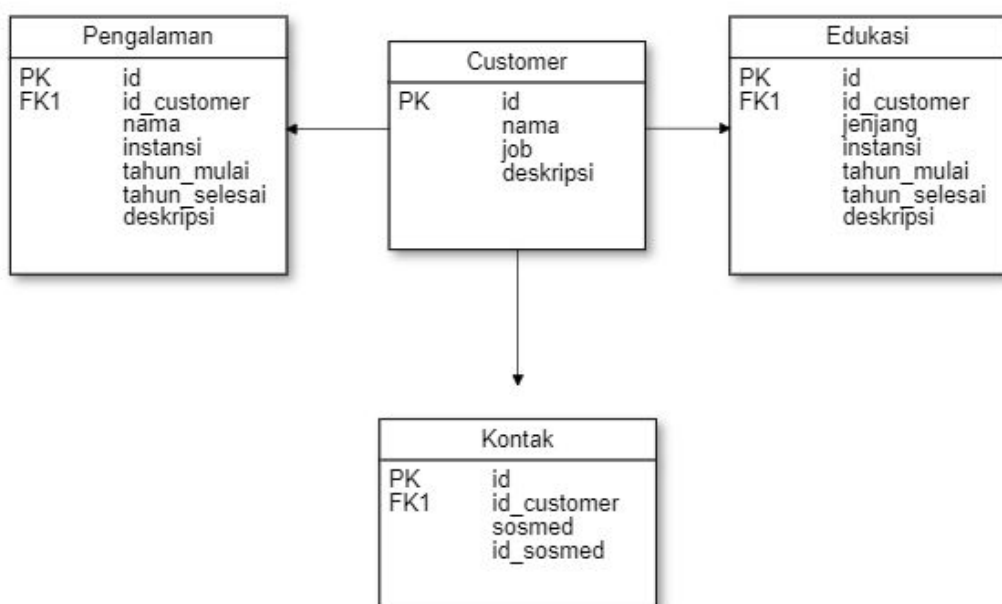 Pengalaman
PK id
FK1 id_customer
nama
instansi
tahun_mulai
tahun_selesai
deskripsi
Customer
PK id
nama
job
deskripsi
Edukasi
PK id
FK1 id_customer
jenjang
instansi
tahun_mulai
tahun_selesai
deskripsi
Kontak
PK id
FK1 id_customer
sosmed
id_sosmed